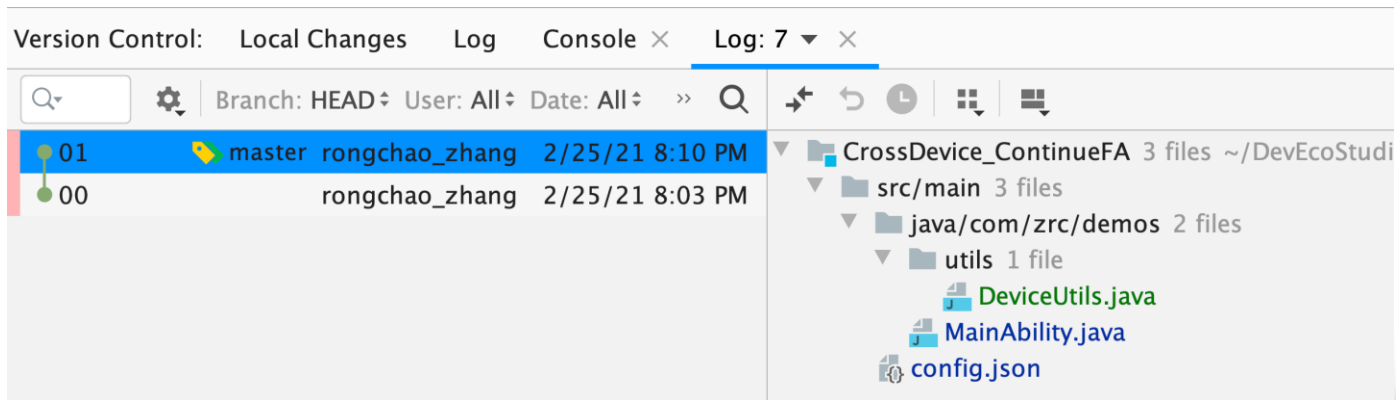 Version Control: Local Changes Log Console Log: 7
Branch: HEAD User: All Date: All
01 master rongchao_zhang 2/25/21 8:10 PM
00 rongchao_zhang 2/25/21 8:03 PM
CrossDevice_ContinueFA 3 files ~/DevEcoStudi
src/main 3 files
java/com/zrc/demos 2 files
utils 1 file
DeviceUtils.java
MainAbility.java
config.json